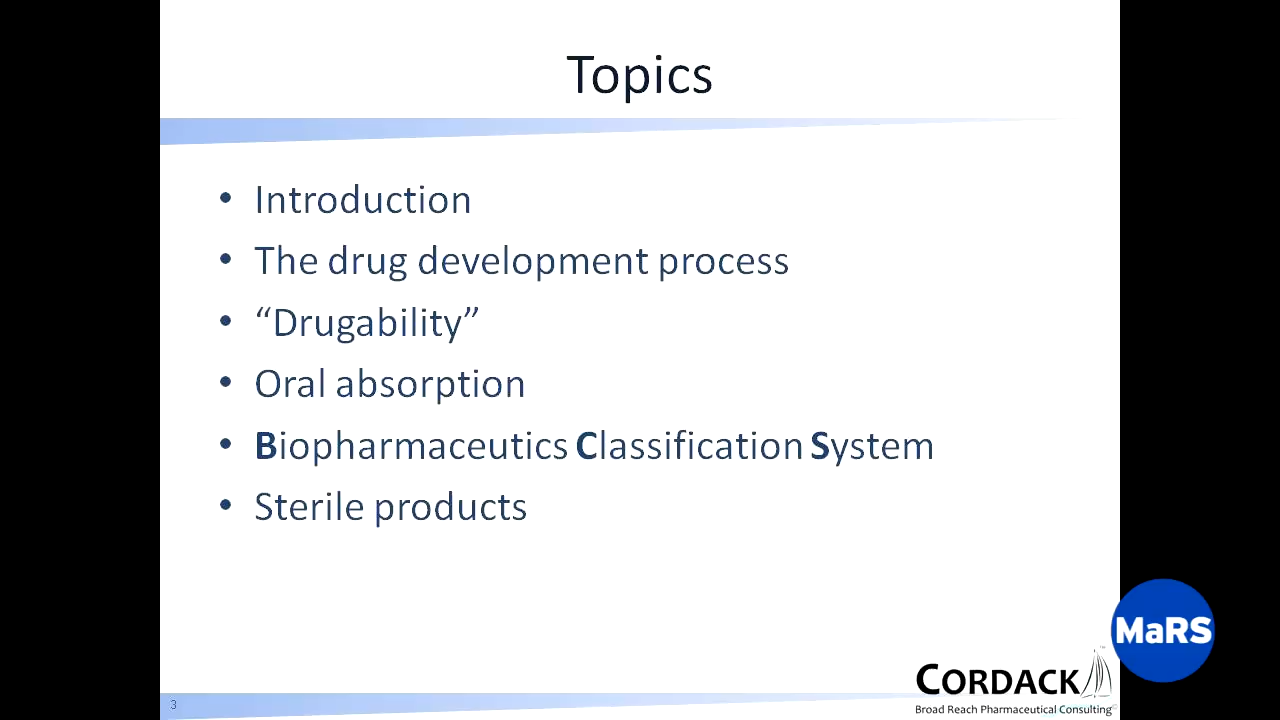 Topics
• Introduction
• The drug development process
• “Drugability”
• Oral absorption
• Biopharmaceutics Classification System
• Sterile products
MaRS
CORDACK™
Broad Reach Pharmaceutical Consulting©
3